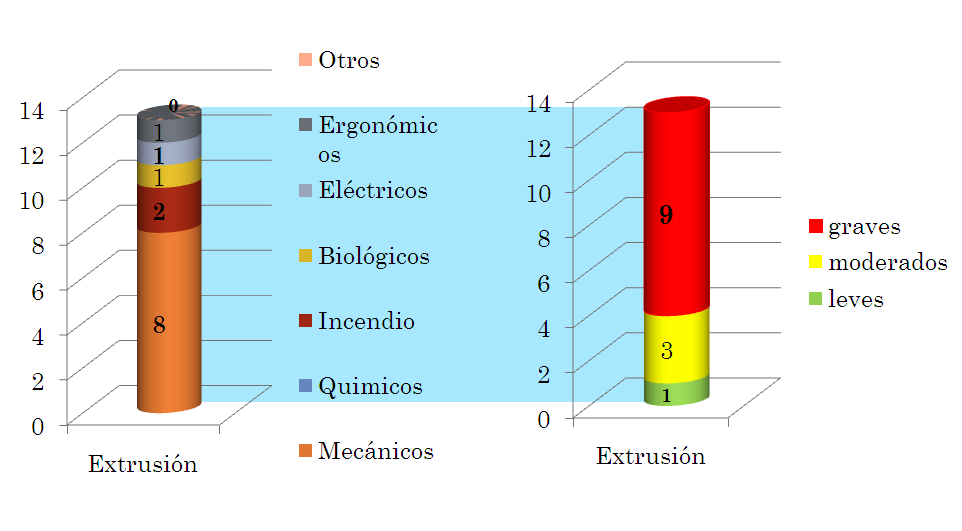 Otros
Ergonómic
os
Eléctricos
Biológicos
Incendio
Quimicos
Mecánicos
14
12
10
8
6
4
2
0
0
1
1
1
2
8
Extrusión
14
12
10
8
6
4
2
0
9
3
1
Extrusión
graves
moderados
leves